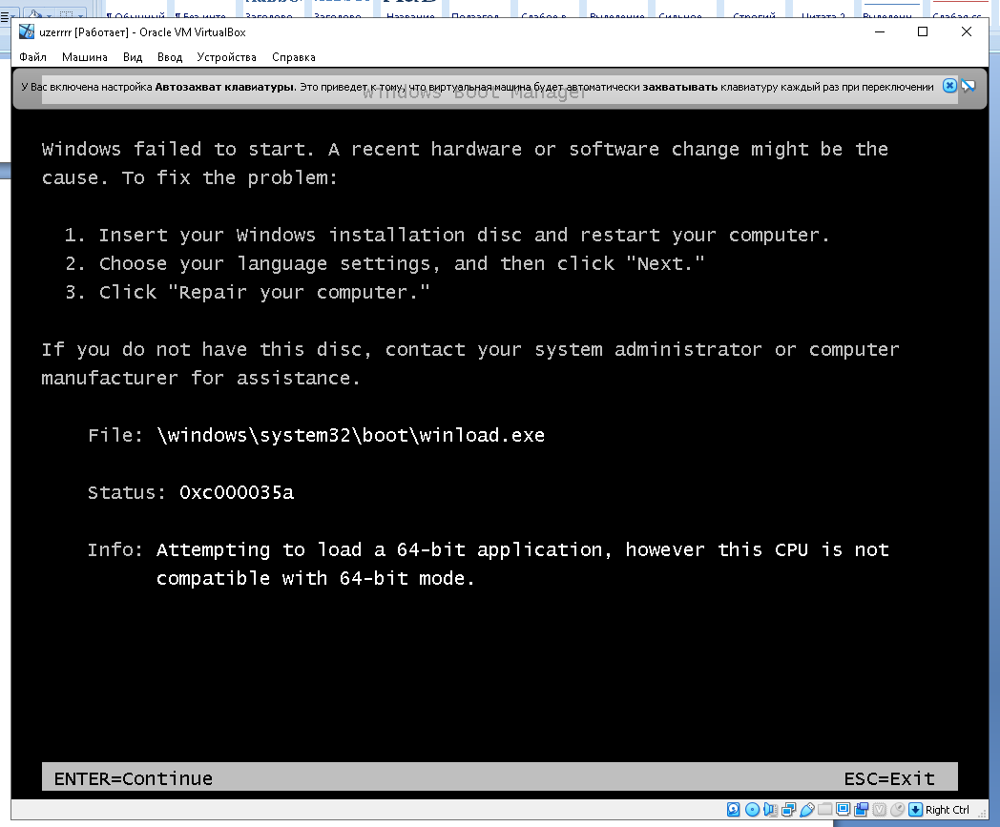 ¶ Обычный
¶ Без инте...
Заголово...
Заголово...
Название
Подзагол...
Слабое в...
Выделение
Сильное...
Строгий
Цитата 2
Выделенн...
Слабая сс...
uzerrrr [Работает] - Oracle VM VirtualBox
Файл Машина Вид Ввод Устройства Справка
У Вас включена настройка Автозахват клавиатуры. Это приведет к тому, что виртуальная машина будет автоматически захватывать клавиатуру каждый раз при переключении
Windows Boot Manager
Windows failed to start. A recent hardware or software change might be the
cause. To fix the problem:
1. Insert your Windows installation disc and restart your computer.
2. Choose your language settings, and then click "Next."
3. Click "Repair your computer."
If you do not have this disc, contact your system administrator or computer
manufacturer for assistance.
File: \windows\system32\boot\winload.exe
Status: 0xc000035a
Info: Attempting to load a 64-bit application, however this CPU is not
compatible with 64-bit mode.
ENTER=Continue ESC=Exit
Right Ctrl